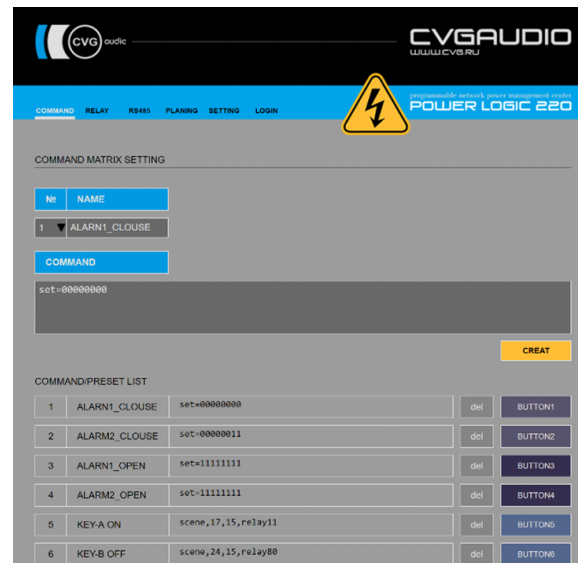 CVG audio
CVGAUDIO
WWW.CVG.RU
programmable network power management center
POWER LOGIC 220
COMMAND RELAY RS485 PLANING SETTING LOGIN
COMMAND MATRIX SETTING
№ NAME
1 ALARN1_CLOUSE
COMMAND
set=00000000
CREAT
COMMAND/PRESET LIST
1 ALARN1_CLOUSE set=00000000 del BUTTON1
2 ALARM2_CLOUSE set=00000011 del BUTTON2
3 ALARN1_OPEN set=11111111 del BUTTON3
4 ALARM2_OPEN set=11111111 del BUTTON4
5 KEY-A ON scene,17,15,relay11 del BUTTON5
6 KEY-B OFF scene,24,15,relay80 del BUTTON6